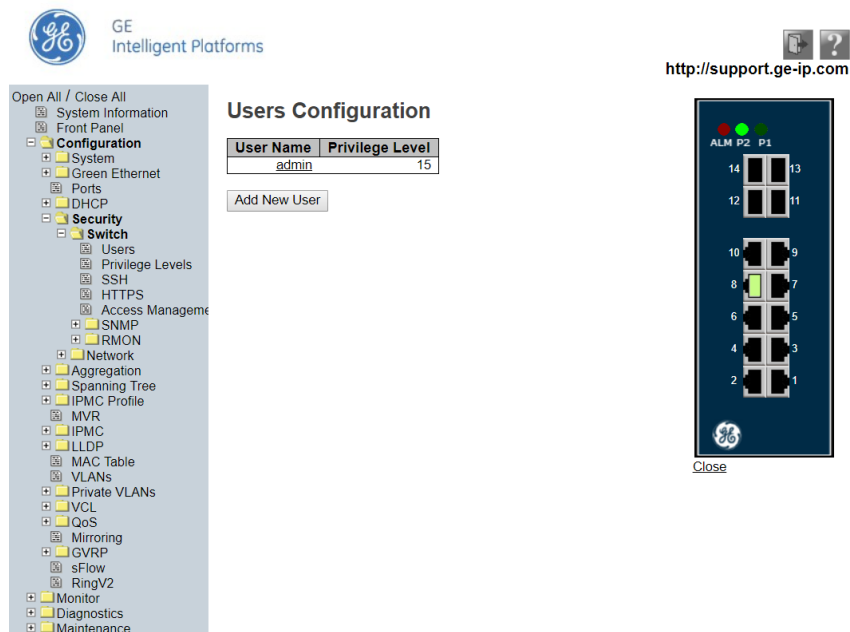 GE
Intelligent Platforms
http://support.ge-ip.com
Open All / Close All
System Information
Front Panel
Configuration
System
Green Ethernet
Ports
DHCP
Security
Switch
Users
Privilege Levels
SSH
HTTPS
Access Manageme
SNMP
RMON
Network
Aggregation
Spanning Tree
IPMC Profile
MVR
IPMC
LLDP
MAC Table
VLANs
Private VLANs
VCL
QoS
Mirroring
GVRP
sFlow
RingV2
Monitor
Diagnostics
Maintenance
Users Configuration
User Name Privilege Level
admin 15
Add New User
ALM P2 P1
14 13
12 11
10 9
8 7
6 5
4 3
2 1
Close